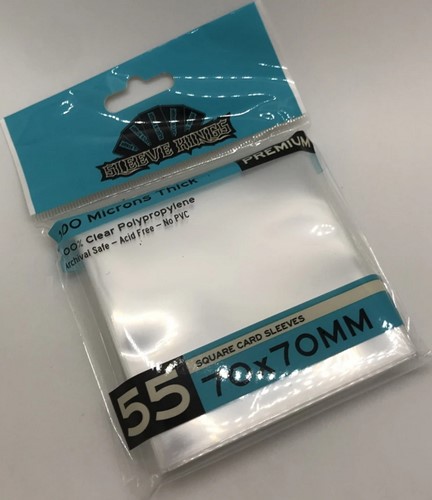 SLEEVE KINGS
PREMIUM
100 Microns Thick
100% Clear Polypropylene
Archival Safe – Acid Free – No PVC
55
SQUARE CARD SLEEVES
70x70MM